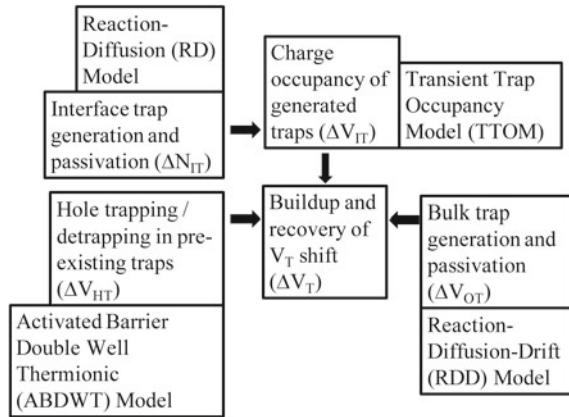 Reaction-
Diffusion (RD)
Model
Interface trap
generation and
passivation (ΔN_IT)
Charge
occupancy of
generated
traps (ΔV_IT)
Transient Trap
Occupancy
Model (TTOM)
Hole trapping /
detrapping in pre-
existing traps
(ΔV_HT)
Activated Barrier
Double Well
Thermionic
(ABDWT) Model
Buildup and
recovery of
V_T shift
(ΔV_T)
Bulk trap
generation and
passivation
(ΔV_OT)
Reaction-
Diffusion-Drift
(RDD) Model